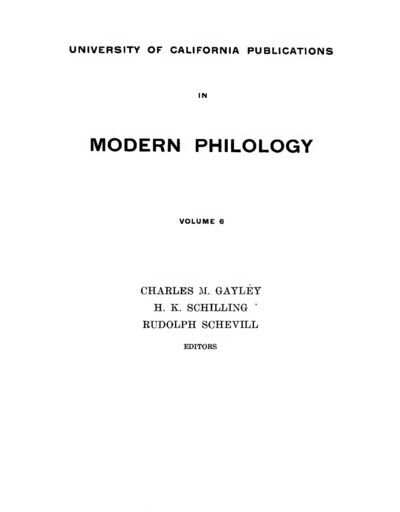 UNIVERSITY OF CALIFORNIA PUBLICATIONS
IN
MODERN PHILOLOGY
VOLUME 6
CHARLES M. GAYLEY
H. K. SCHILLING
RUDOLPH SCHEVILL
EDITORS